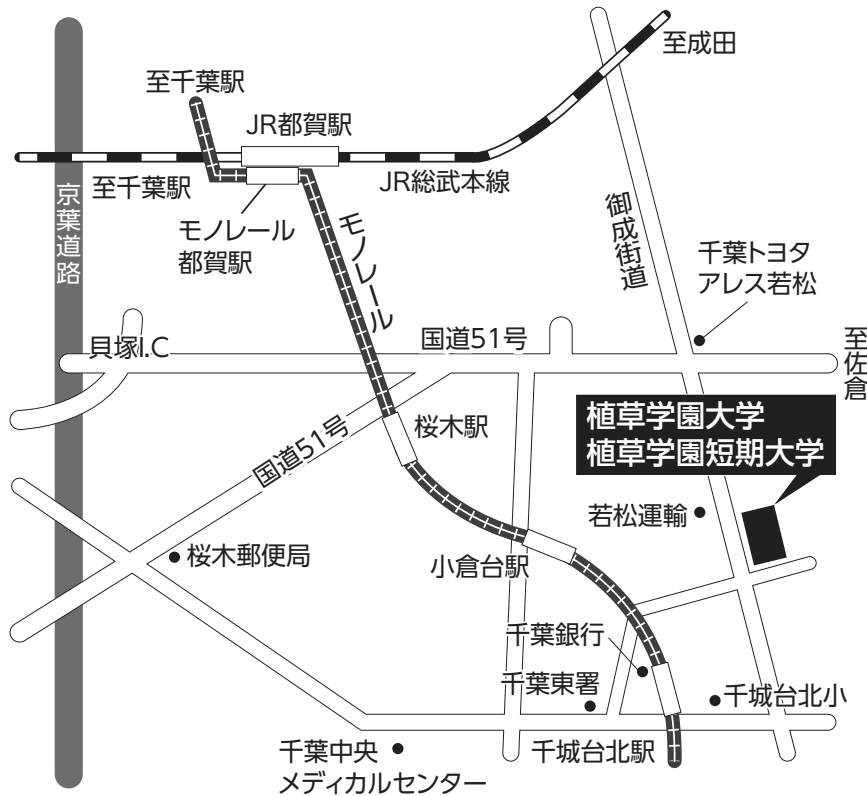 至成田
至千葉駅
JR都賀駅
至千葉駅
JR総武本線
京葉道路
モノレール
都賀駅
モノレール
御成街道
千葉トヨタ
アレス若松
貝塚I.C
国道51号
至佐倉
植草学園大学
植草学園短期大学
桜木駅
国道51号
若松運輸
桜木郵便局
小倉台駅
千葉銀行
千葉東署
千城台北小
千葉中央
メディカルセンター
千城台北駅